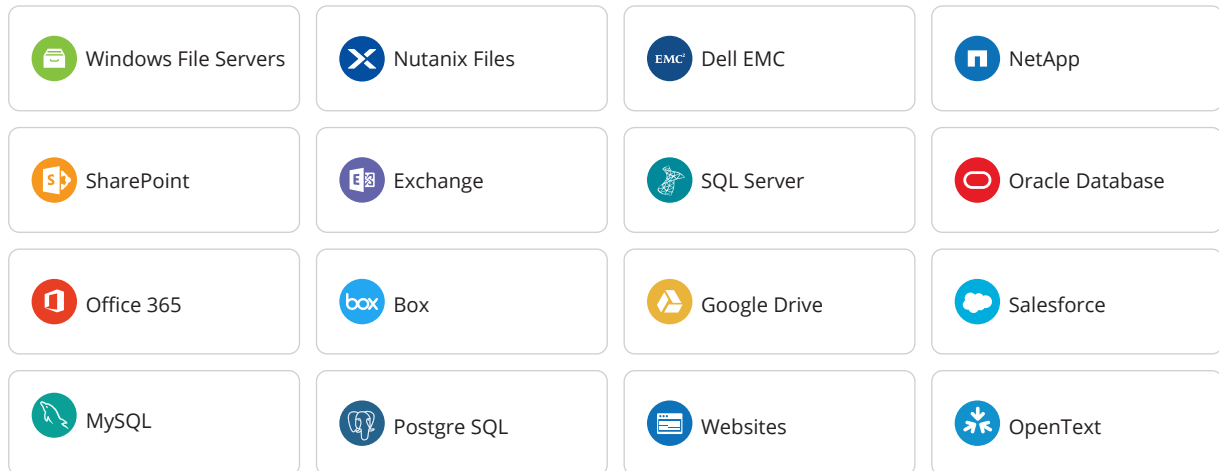 Windows File Servers
Nutanix Files
EMC²
Dell EMC
NetApp
S
SharePoint
E
Exchange
SQL Server
Oracle Database
Office 365
box
Box
Google Drive
Salesforce
MySQL
Postgre SQL
Websites
OpenText